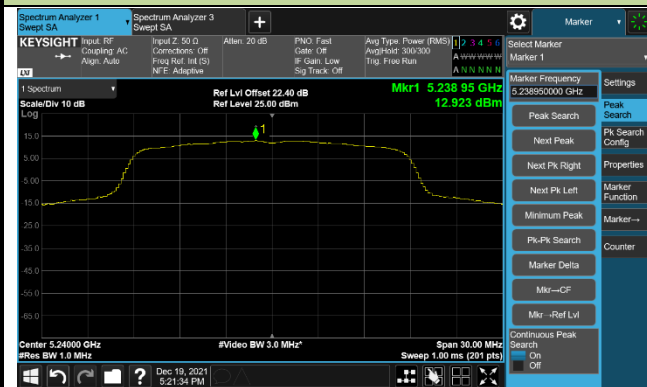 Spectrum Analyzer 1
Swept SA
Spectrum Analyzer 3
Swept SA
+
Marker
KEYSIGHT
Input: RF
Coupling: AC
Align: Auto
Input Z: 50 Ω
Corrections: Off
Freq Ref: Int (S)
NFE: Adaptive
Atten: 20 dB
PNO: Fast
Gate: Off
IF Gain: Low
Sig Track: Off
Avg Type: Power (RMS)
Avg|Hold: 300/300
Trig: Free Run
1 2 3 4 5 6
A W W W W W
A N N N N N
LXI
Select Marker
Marker 1
1 Spectrum
Scale/Div 10 dB
Log
Ref Lvl Offset 22.40 dB
Ref Level 25.00 dBm
Mkr1 5.238 95 GHz
12.923 dBm
1
15.0
5.00
-5.00
-15.0
-25.0
-35.0
-45.0
-55.0
-65.0
Center 5.24000 GHz
#Res BW 1.0 MHz
#Video BW 3.0 MHz*
Span 30.00 MHz
Sweep 1.00 ms (201 pts)
Marker Frequency
5.238950000 GHz
Peak Search
Next Peak
Next Pk Right
Next Pk Left
Minimum Peak
Pk-Pk Search
Marker Delta
Mkr→CF
Mkr→Ref Lvl
Continuous Peak
Search
On
Off
Settings
Peak
Search
Pk Search
Config
Properties
Marker
Function
Marker→
Counter
?
Dec 19, 2021
5:21:34 PM